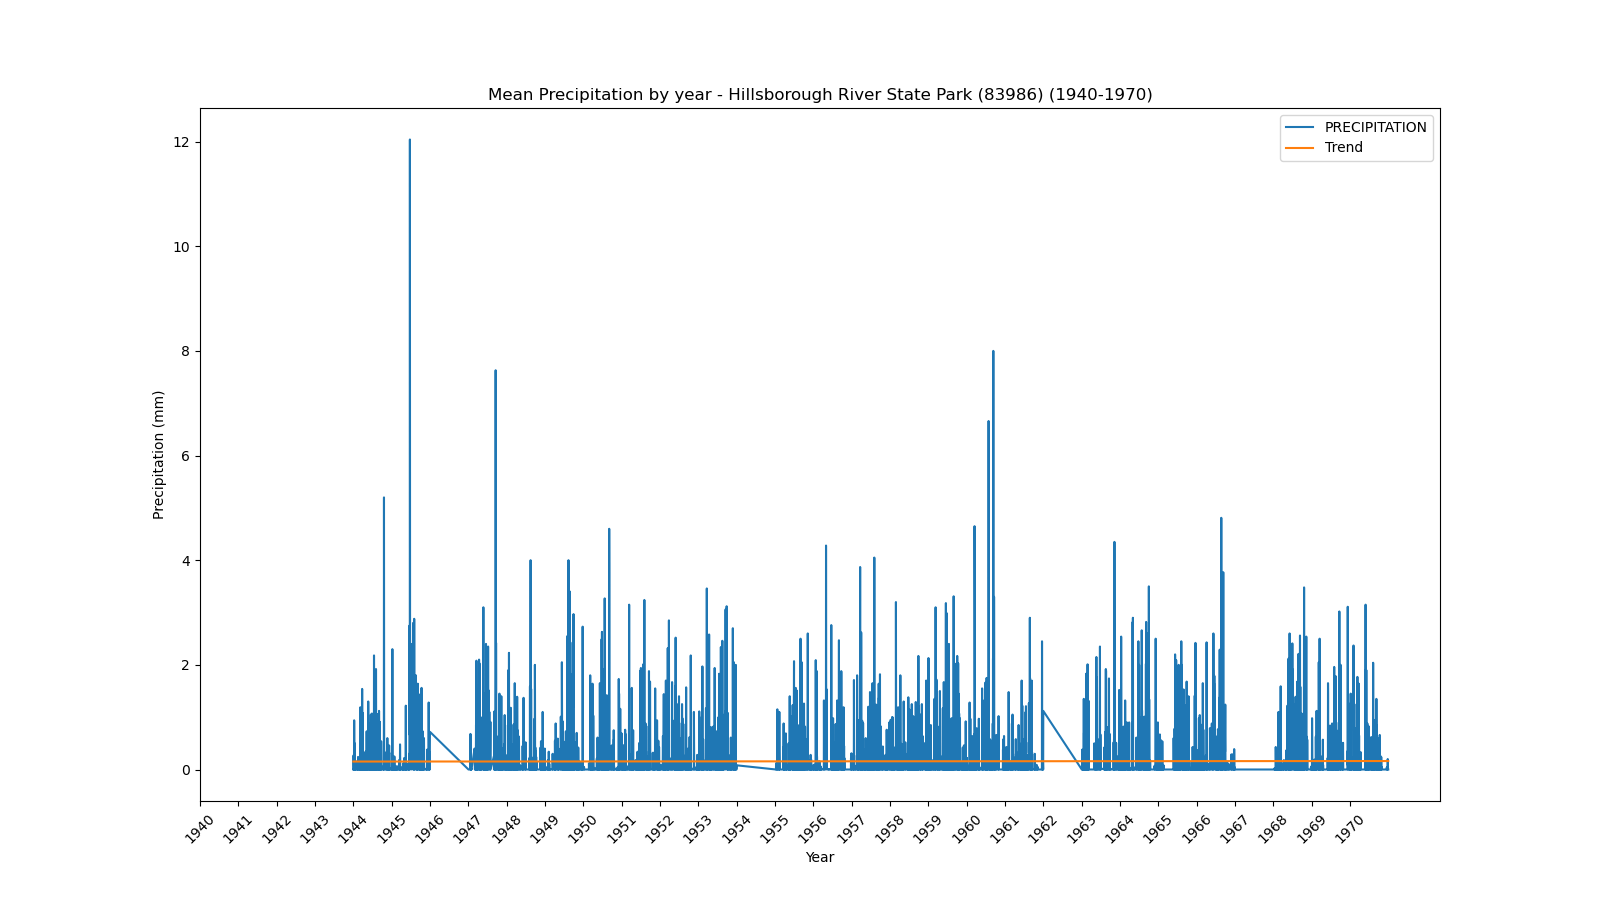 Mean Precipitation by year - Hillsborough River State Park (83986) (1940-1970)
PRECIPITATION
Trend
12
10
8
6
4
2
0
Precipitation (mm)
1940 1941 1942 1943 1944 1945 1946 1947 1948 1949 1950 1951 1952 1953 1954 1955 1956 1957 1958 1959 1960 1961 1962 1963 1964 1965 1966 1967 1968 1969 1970
Year